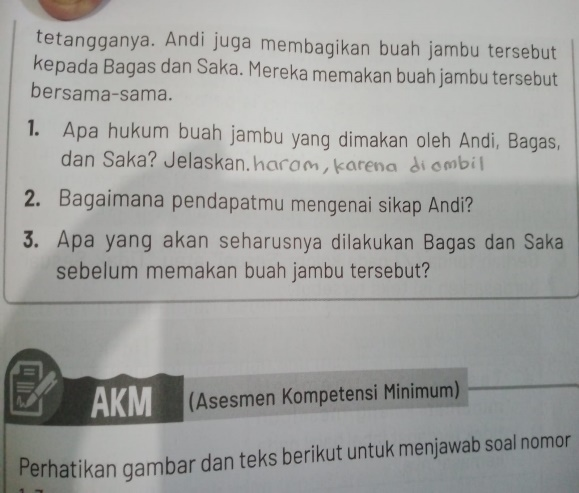 tetangganya. Andi juga membagikan buah jambu tersebut
kepada Bagas dan Saka. Mereka memakan buah jambu tersebut
bersama-sama.
1. Apa hukum buah jambu yang dimakan oleh Andi, Bagas,
dan Saka? Jelaskan. harom, karena diambil
2. Bagaimana pendapatmu mengenai sikap Andi?
3. Apa yang akan seharusnya dilakukan Bagas dan Saka
sebelum memakan buah jambu tersebut?
AKM (Asesmen Kompetensi Minimum)
Perhatikan gambar dan teks berikut untuk menjawab soal nomor